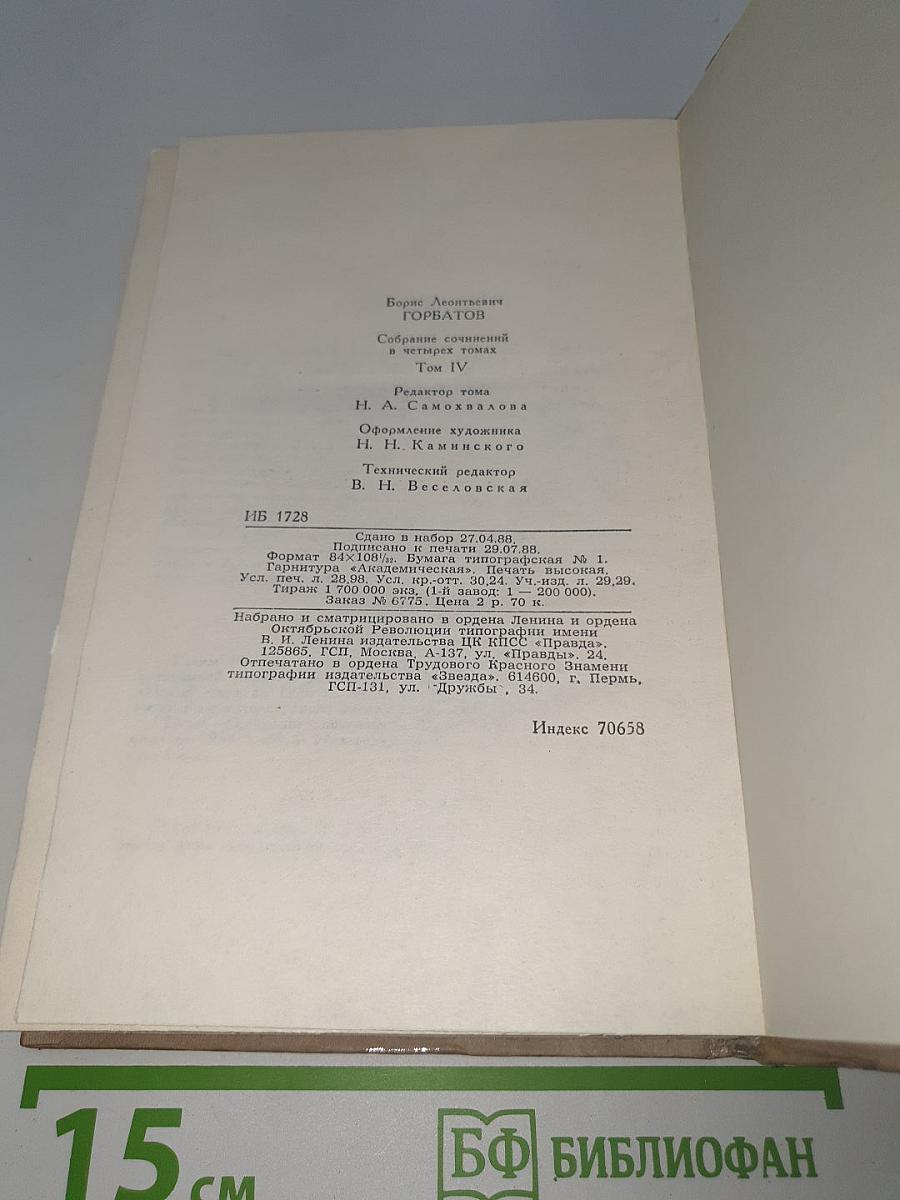 Борис Леонтьевич
ГОРБАТОВ
Собрание сочинений
в четырех томах
Том IV
Редактор тома
Н. А. Самохвалова
Оформление художника
Н. Н. Каминского
Технический редактор
В. Н. Веселовская
ИБ 1728
Сдано в набор 27.04.88.
Подписано к печати 29.07.88.
Формат 84×108¹/₃₂. Бумага типографская № 1.
Гарнитура «Академическая». Печать высокая.
Усл. печ. л. 28,98. Усл. кр.-отт. 30,24. Уч.-изд. л. 29,29.
Тираж 1 700 000 экз. (1-й завод: 1 — 200 000).
Заказ № 6775. Цена 2 р. 70 к.
Набрано и сматрицировано в ордена Ленина и ордена
Октябрьской Революции типографии имени
В. И. Ленина издательства ЦК КПСС «Правда».
125865, ГСП, Москва, А-137, ул. «Правды», 24.
Отпечатано в ордена Трудового Красного Знамени
типографии издательства «Звезда». 614600, г. Пермь,
ГСП-131, ул. "Дружбы", 34.
Индекс 70658
15 см
БФ БИБЛИОФАН